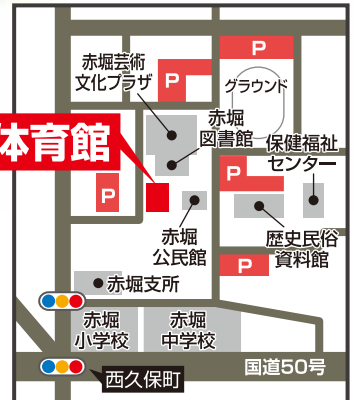 P
赤堀芸術
文化プラザ
P
グラウンド
赤堀
図書館
保健福祉
センター
体育館
P
P
赤堀
公民館
歴史民俗
資料館
P
赤堀支所
赤堀
小学校
赤堀
中学校
国道50号
西久保町